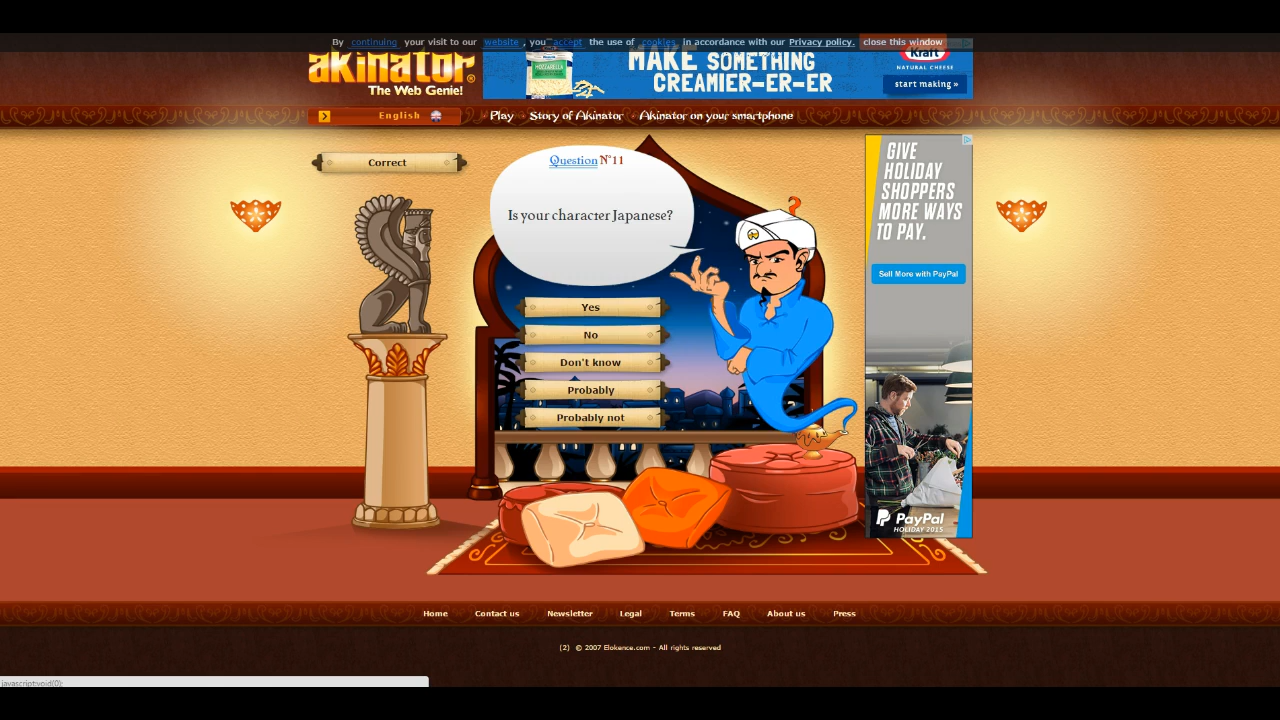 By continuing your visit to our website, you accept the use of cookies in accordance with our Privacy policy. close this window
akinator®
The Web Genie!
MAKE SOMETHING
CREAMIER-ER-ER
MOZZARELLA
Kraft
NATURAL CHEESE
start making »
English
Play
Story of Akinator
Akinator on your smartphone
Correct
Question N°11
Is your character Japanese?
Yes
No
Don't know
Probably
Probably not
GIVE
HOLIDAY
SHOPPERS
MORE WAYS
TO PAY.
Sell More with PayPal
PayPal
HOLIDAY 2015
Home Contact us Newsletter Legal Terms FAQ About us Press
(2) © 2007 Elokence.com - All rights reserved
javascript:void(0);